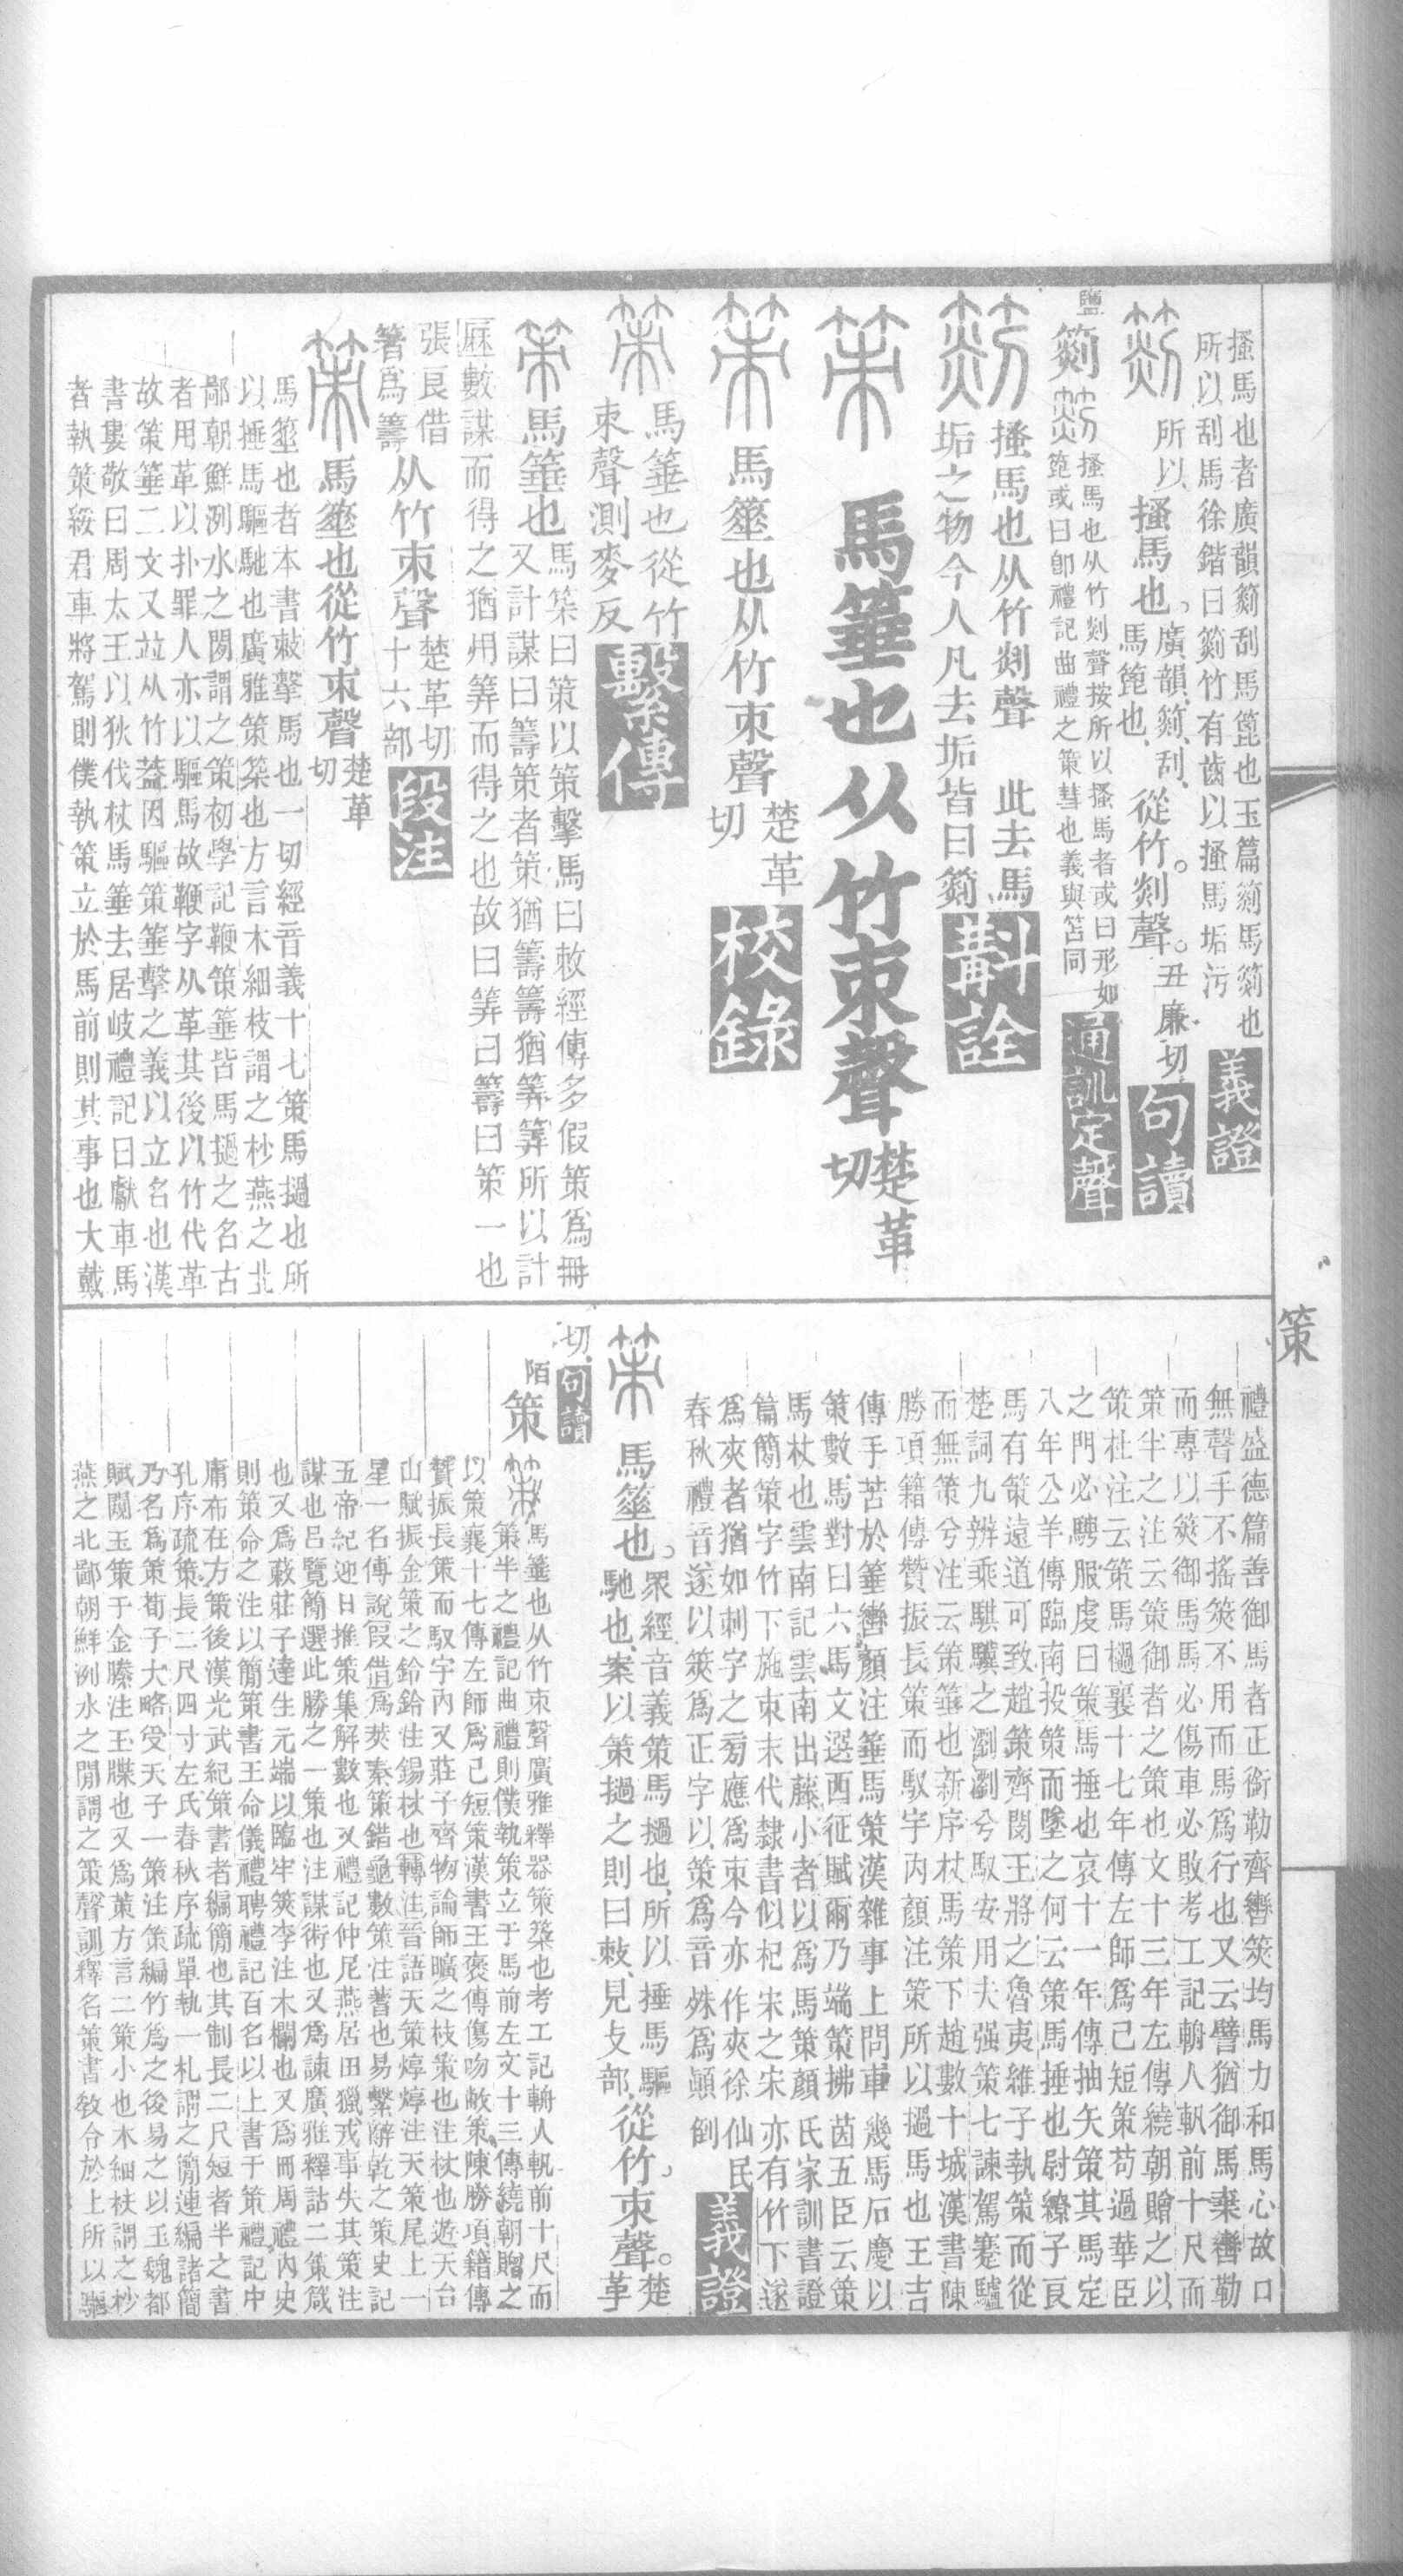 搔馬也者廣韻䈴刮馬篦也玉篇䈴馬䈴也
所以刮馬徐鍇曰䈴竹有齒以搔馬垢污
義證
所以搔馬也。廣韻䈴、刮馬篦也、從竹。剡聲。丑廉切
句讀
鹽
䈴搔馬也从竹剡聲按所以搔馬者或曰形如
篦或曰卽禮記曲禮之策彗也義與笘同
通訓定聲
搔馬也从竹剡聲 此去馬
垢之物今人凡去垢皆曰䈴
斠詮
馬箠也从竹朿聲楚革切
馬箠也从竹朿聲楚革切
校錄
馬箠也從竹
朿聲測麥反
繫傳
馬箠也馬箠曰策以策擊馬曰敕經傳多假策爲冊
又計謀曰籌策者策猶籌籌猶筭筭所以計
厤數謀而得之猶用筭而得之也故曰筭曰籌曰策一也
張良借
箸爲籌从竹朿聲楚革切
十六部
段注
馬箠也從竹朿聲楚革切
馬箠也者本書敕擊馬也一切經音義十七策馬撾也所
以捶馬驅馳也廣雅策築也方言木細枝謂之杪燕之北
鄙朝鮮洌水之閒謂之策初學記鞭策箠皆馬撾之名古
者用革以扑罪人亦以驅馬故鞭字从革其後以竹代革
故策箠二文又竝从竹蓋因驅策箠擊之義以立名也漢
書婁敬曰周太王以狄伐杖馬箠去居岐禮記曰獻車馬
者執策綏君車將駕則僕執策立於馬前則其事也大戴
策
禮盛德篇善御馬者正銜勒齊轡筴均馬力和馬心故口
無聲手不搖筴不用而馬爲行也又云譬猶御馬棄轡勒
而專以筴御馬馬必傷車必敗考工記輈人軓前十尺而
策半之注云策御者之策也文十三年左傳繞朝贈之以
策杜注云策馬檛襄十七年傳左師爲己短策苟過華臣
之門必騁服虔曰策馬捶也哀十一年傳抽矢策其馬定
八年公羊傳臨南投策而墜之何云策馬捶也尉繚子良
馬有策遠道可致趙策齊閔王將之魯夷維子執策而從
楚詞九辨乘騏驥之瀏瀏兮馭安用夫强策七諫駕蹇驢
而無策兮注云策箠也新序杖馬策下趙數十城漢書陳
勝項籍傳贊振長策而馭宇內顏注策所以撾馬也王吉
傳手苦於箠轡顏注箠馬策漢雜事上問車幾馬石慶以
策數馬對曰六馬文選西征賦爾乃端策拂茵五臣云策
馬杖也雲南記雲南出藤小者以爲馬策顏氏家訓書證
篇簡策字竹下施朿末代隸書似杞宋之宋亦有竹下遂
爲夾者猶如刺字之㫄應爲朿今亦作夾徐仙民
春秋禮音遂以筴爲正字以策爲音殊爲顛倒
義證
馬箠也。眾經音義策馬撾也、所以捶馬驅
馳也、案以策撾之則曰敕、見攴部、從竹。朿聲。楚革
切、句讀
陌
策馬箠也从竹朿聲廣雅釋器策築也考工記輈人軓前十尺而
策半之禮記曲禮則僕執策立于馬前左文十三傳繞朝贈之
以策襄十七傳左師爲己短策漢書王褒傳傷吻敝策陳勝項籍傳
贊振長策而馭宇內又莊子齊物論師曠之枝策也注杖也遊天台
山賦振金策之鈴鈴注錫杖也轉注晉語天策焞焞注天策尾上一
星一名傅說叚借爲筴秦策錯龜數策注蓍也易繫辭乾之策史記
五帝紀迎日推策集解數也又禮記仲尼燕居田獵戎事失其策注
謀也呂覽簡選此勝之一策也注謀術也又爲諫廣雅釋詁二策箴
也又爲敕莊子達生元端以臨牢筴李注木欄也又爲冊周禮內史
則策命之注以簡策書王命儀禮聘禮記百名以上書于策禮記中
庸布在方策後漢光武紀策書者編簡也其制長二尺短者半之書
孔序疏策長二尺四寸左氏春秋序疏單執一札謂之簡連編諸簡
乃名爲策荀子大略受天子一策注策編竹爲之後易之以玉魏都
賦闚玉策于金縢注玉牒也又爲茦方言二策小也木細枝謂之杪
燕之北鄙朝鮮洌水之閒謂之策聲訓釋名策書敎令於上所以驅